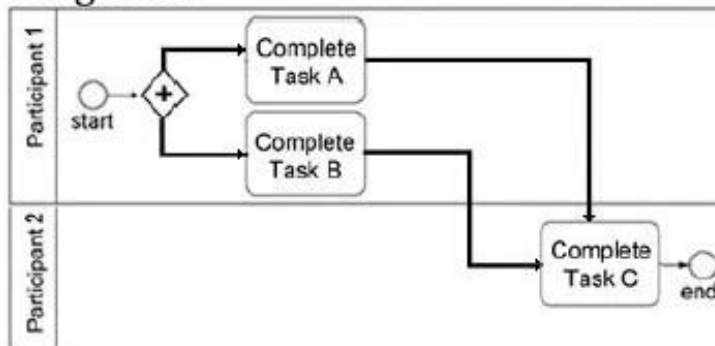 Participant 1
start
+
Complete
Task A
Complete
Task B
Participant 2
Complete
Task C
end